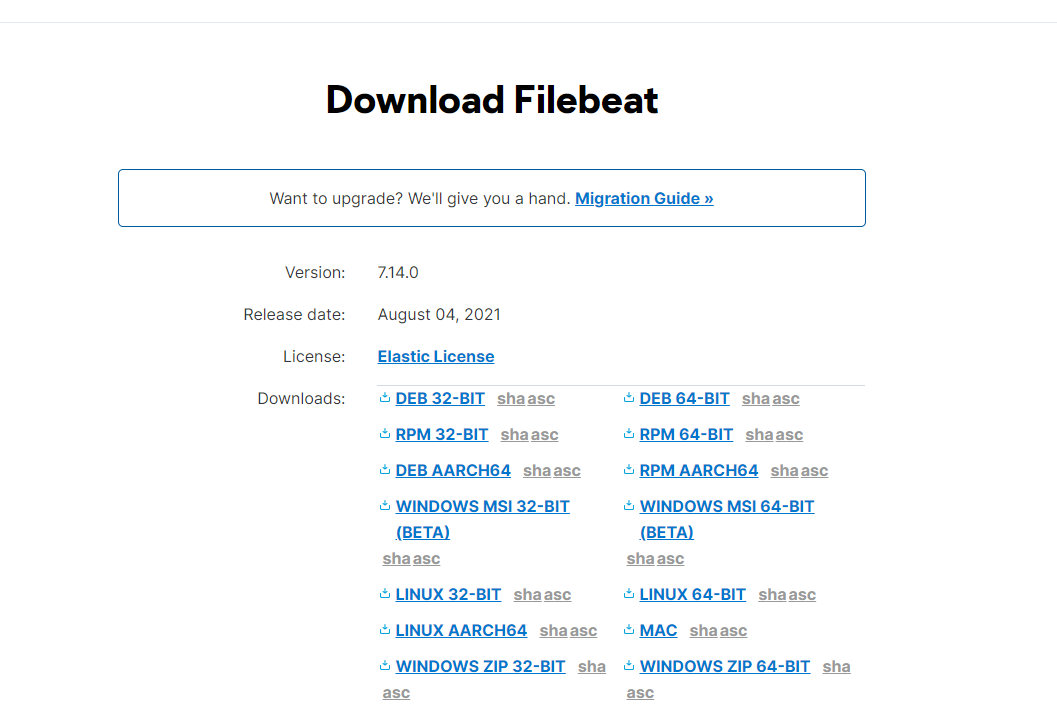 Download Filebeat
Want to upgrade? We'll give you a hand. Migration Guide »
Version: 7.14.0
Release date: August 04, 2021
License: Elastic License
Downloads: DEB 32-BIT sha asc DEB 64-BIT sha asc
RPM 32-BIT sha asc RPM 64-BIT sha asc
DEB AARCH64 sha asc RPM AARCH64 sha asc
WINDOWS MSI 32-BIT WINDOWS MSI 64-BIT
(BETA) (BETA)
sha asc sha asc
LINUX 32-BIT sha asc LINUX 64-BIT sha asc
LINUX AARCH64 sha asc MAC sha asc
WINDOWS ZIP 32-BIT sha WINDOWS ZIP 64-BIT sha
asc asc